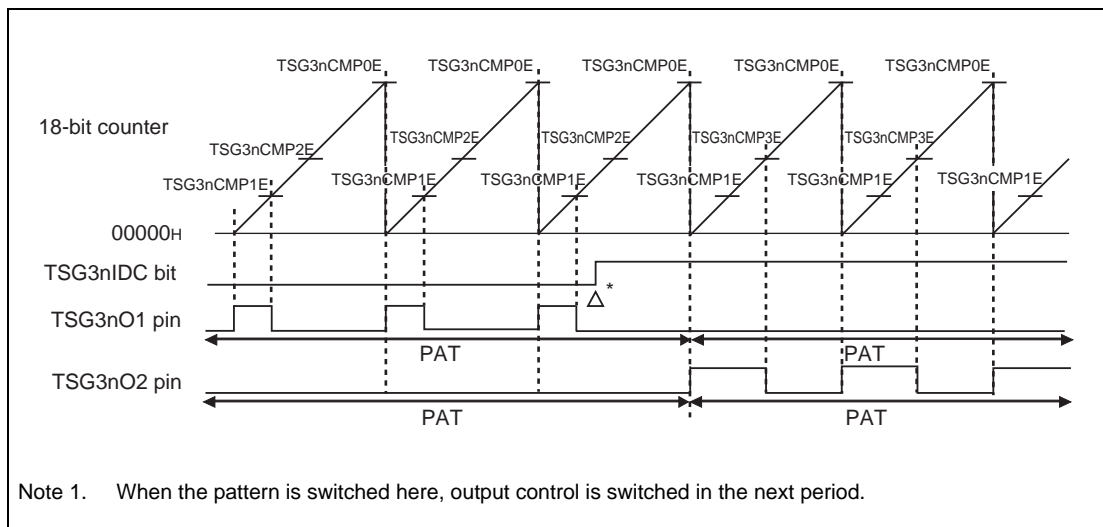 TSG3nCMP0E TSG3nCMP0E TSG3nCMP0E TSG3nCMP0E TSG3nCMP0E
18-bit counter
TSG3nCMP2E TSG3nCMP2E TSG3nCMP2E TSG3nCMP3E TSG3nCMP3E
TSG3nCMP1E TSG3nCMP1E TSG3nCMP1E TSG3nCMP1E TSG3nCMP1E TSG3nCMP1E
00000H
TSG3nIDC bit
*
TSG3nO1 pin
PAT PAT
TSG3nO2 pin
PAT PAT
Note 1. When the pattern is switched here, output control is switched in the next period.